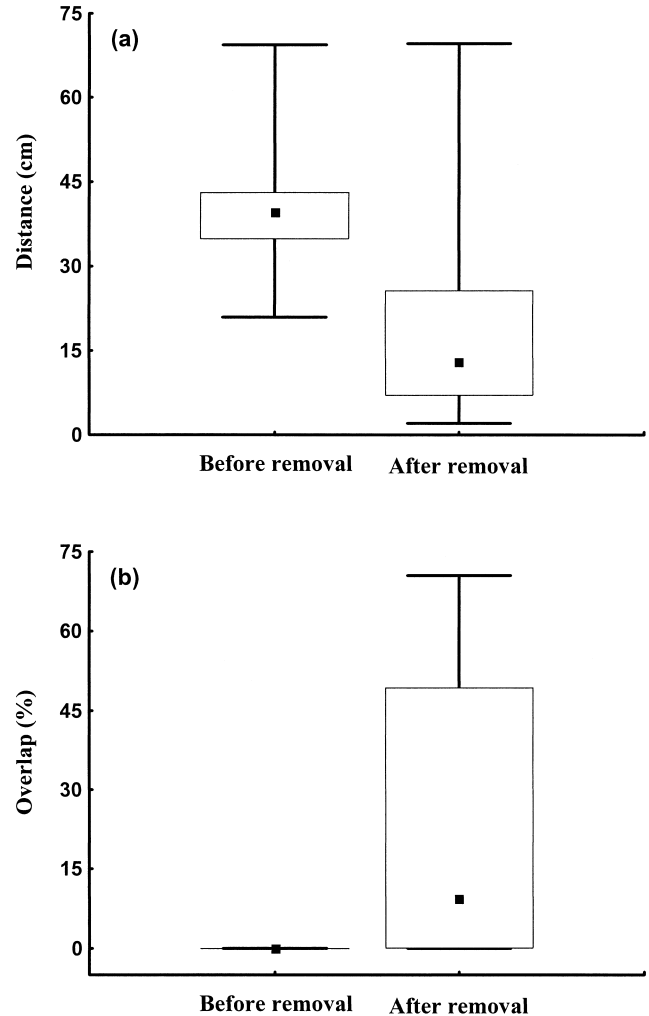 (a)
75
60
45
30
15
0
Distance (cm)
Before removal
After removal
(b)
75
60
45
30
15
0
Overlap (%)
Before removal
After removal